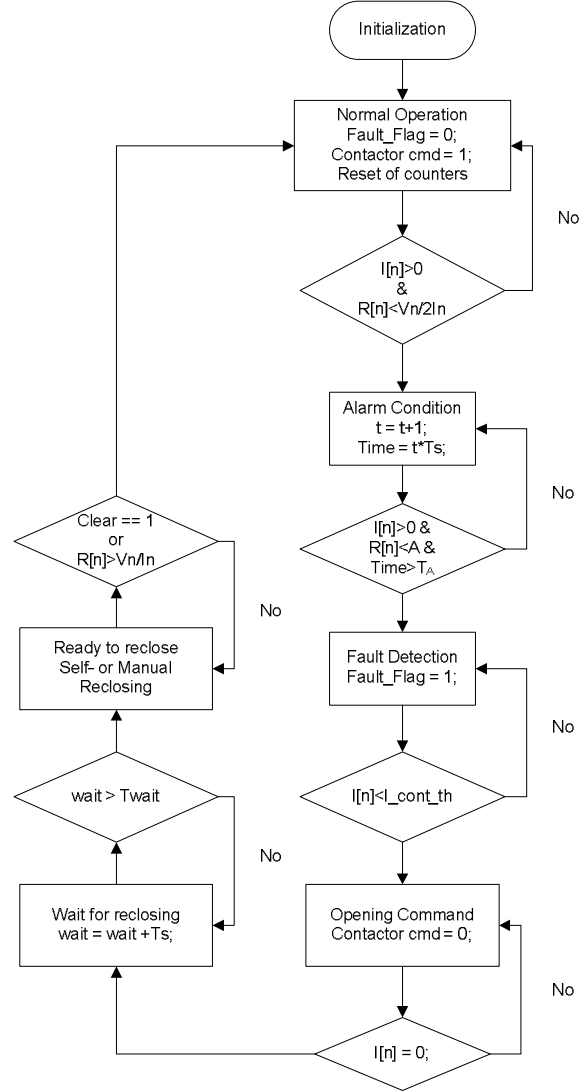 Initialization
Normal Operation
Fault_Flag = 0;
Contactor cmd = 1;
Reset of counters
No
I[n]>0
&
R[n]<Vn/2In
Alarm Condition
t = t+1;
Time = t*Ts;
No
I[n]>0 &
R[n]<A &
Time>TA
Fault Detection
Fault_Flag = 1;
No
I[n]<I_cont_th
Opening Command
Contactor cmd = 0;
No
I[n] = 0;
Wait for reclosing
wait = wait +Ts;
No
wait > Twait
Ready to reclose
Self- or Manual
Reclosing
No
Clear == 1
or
R[n]>Vn/In